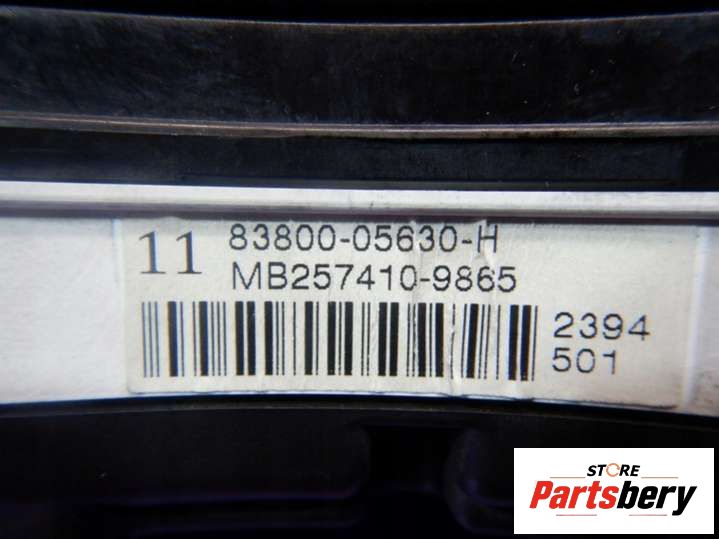 11 83800-05630-H
MB257410-9865
2394
501
STORE
Partsbery